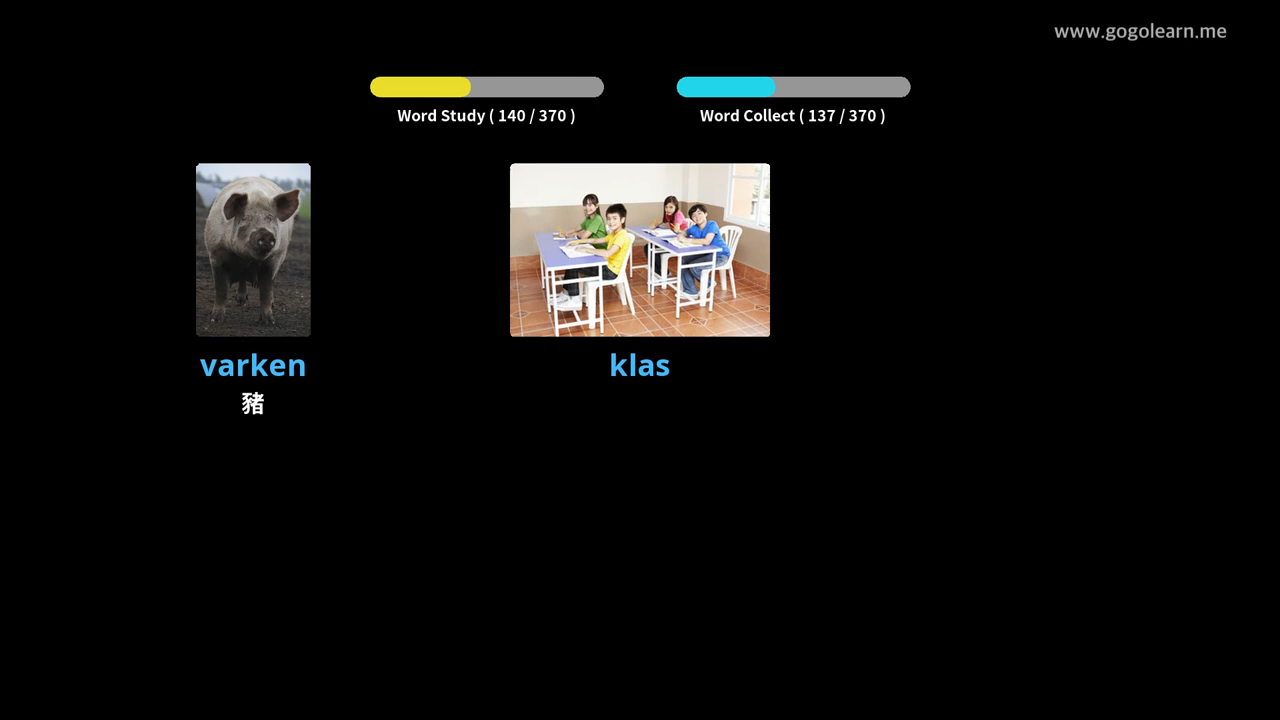 www.gogolearn.me
Word Study ( 140 / 370 )
Word Collect ( 137 / 370 )
varken
豬
klas